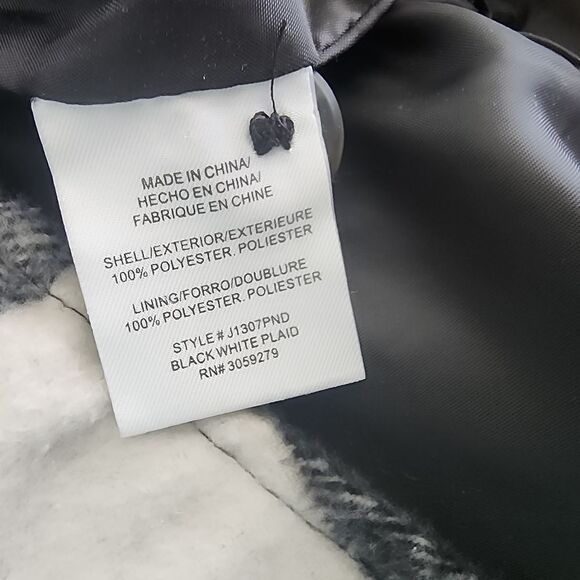 MADE IN CHINA/
HECHO EN CHINA/
FABRIQUE EN CHINE
SHELL/EXTERIOR/EXTERIEURE
100% POLYESTER. POLIESTER
LINING/FORRO/DOUBLURE
100% POLYESTER. POLIESTER
STYLE # J1307PND
BLACK WHITE PLAID
RN# 3059279